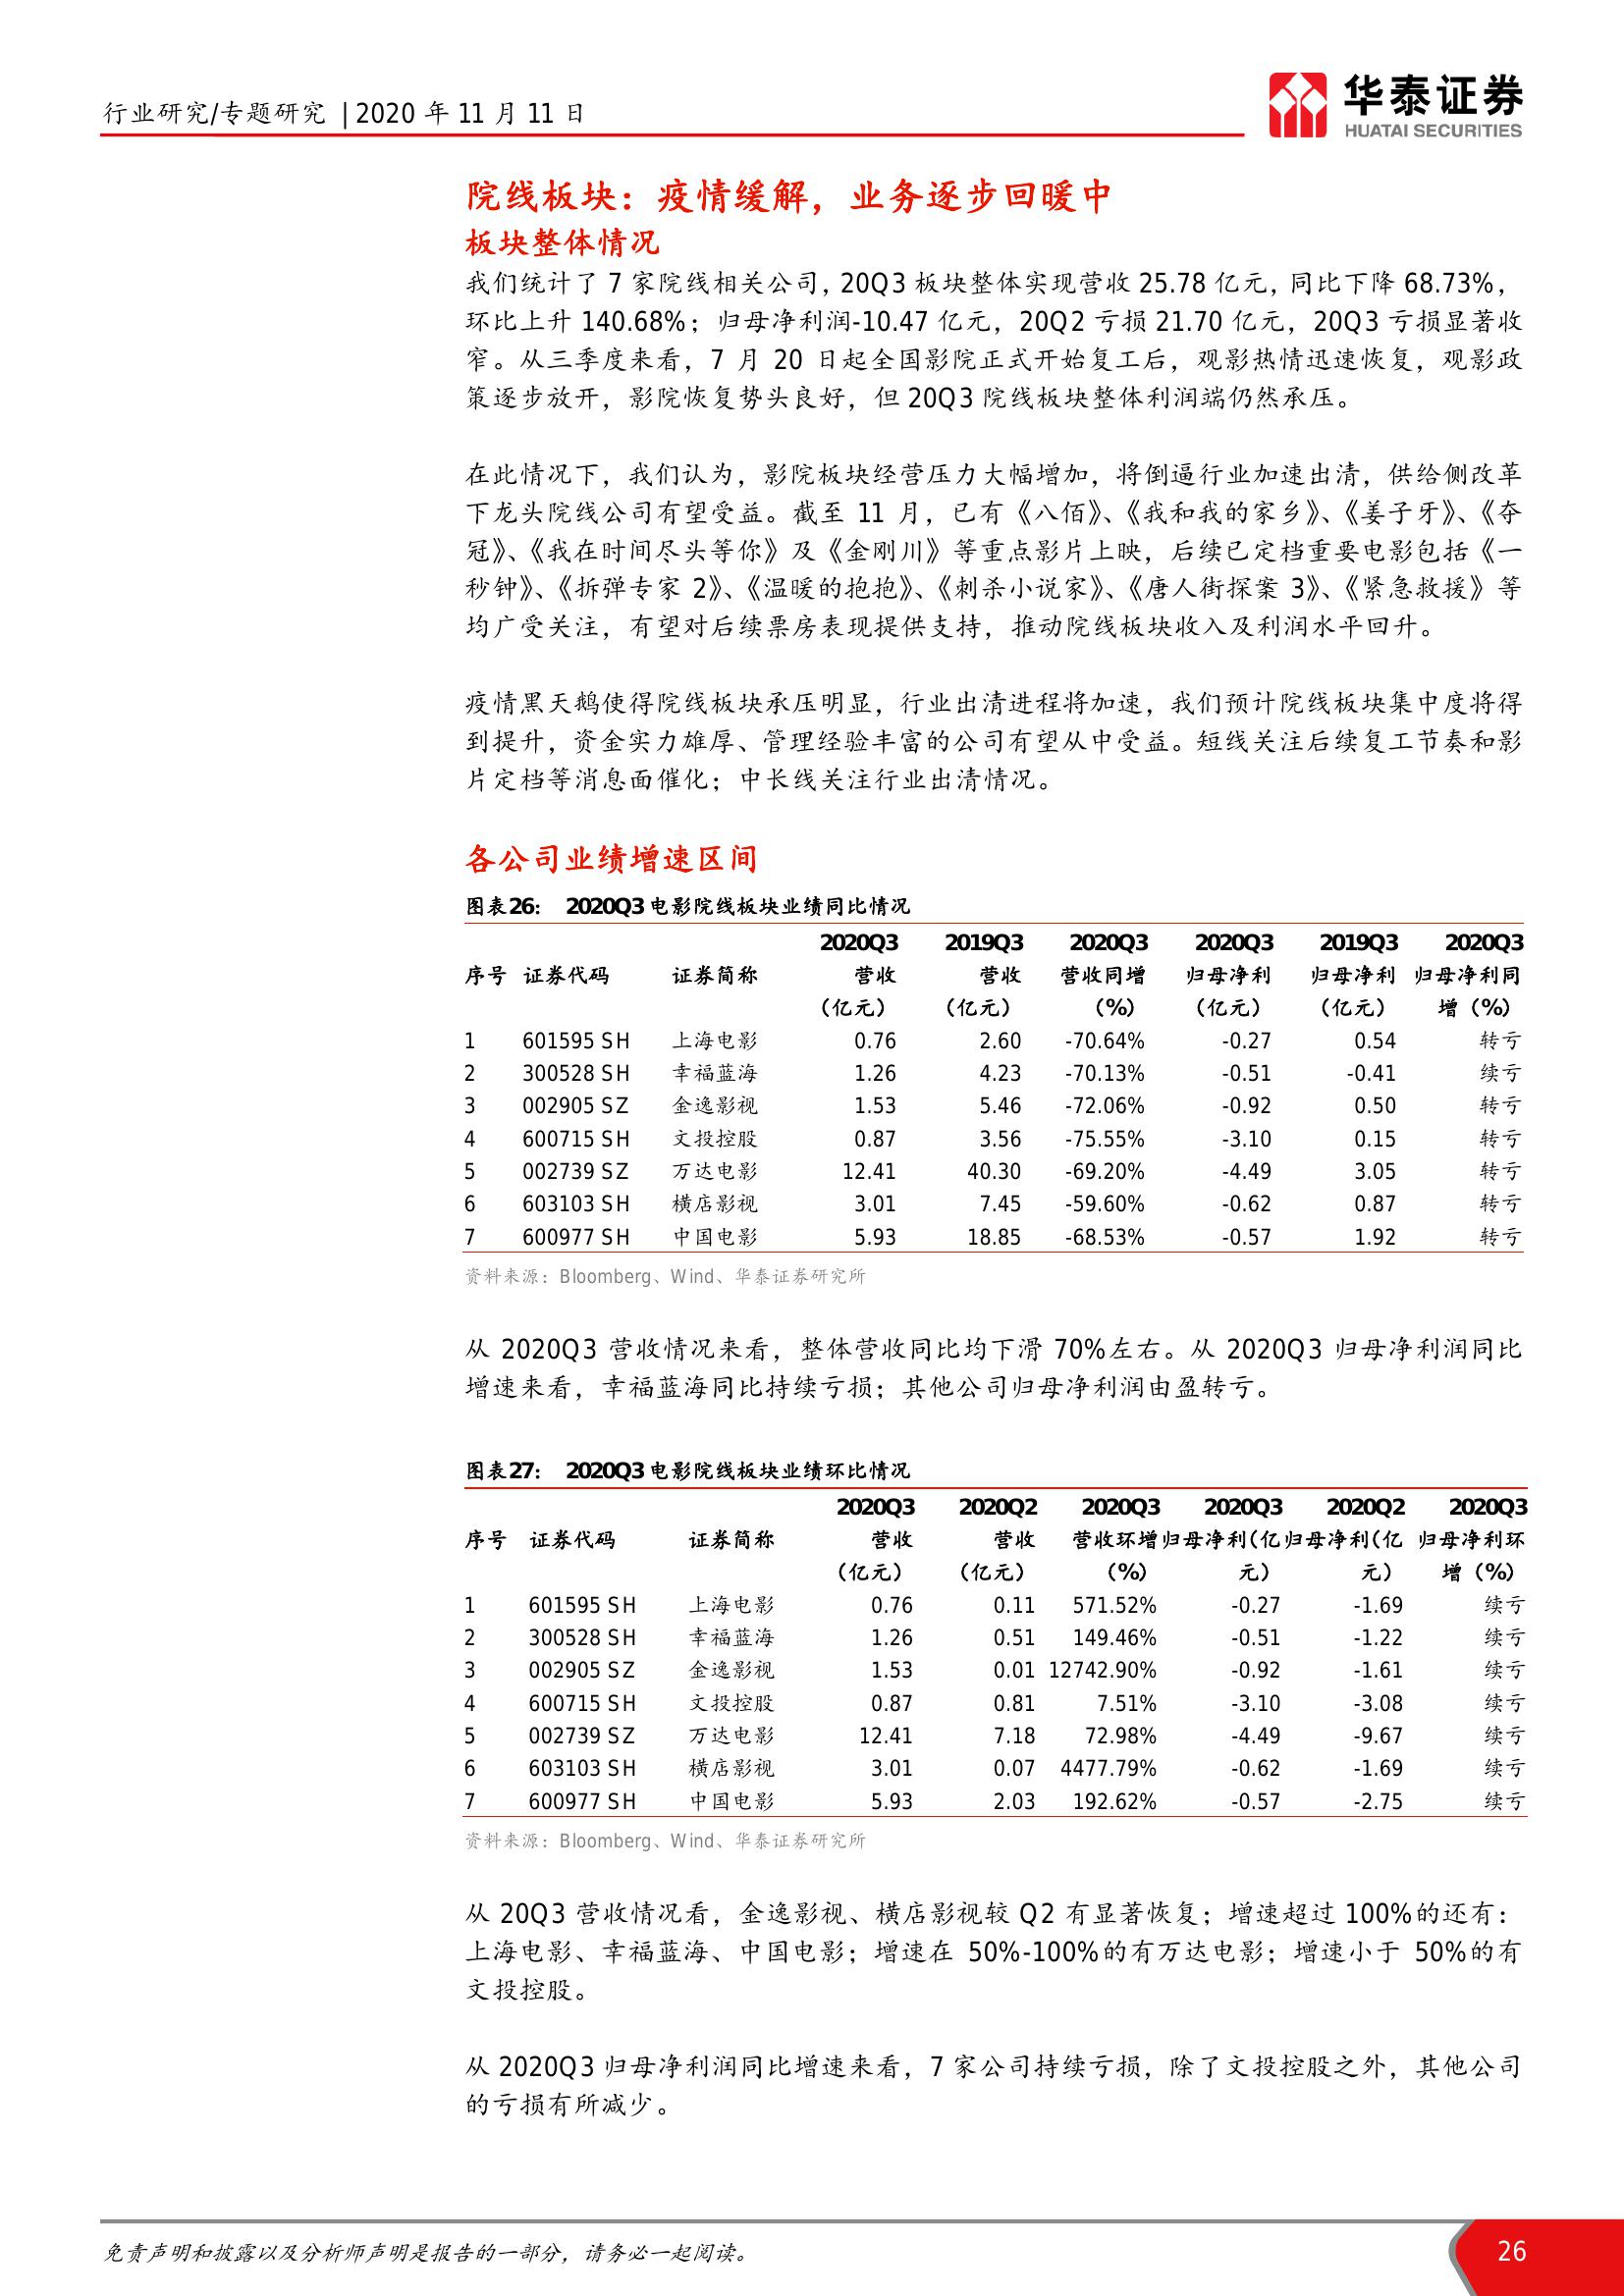 行业研究/专题研究 | 2020 年 11 月 11 日
华泰证券
HUATAI SECURITIES
院线板块：疫情缓解，业务逐步回暖中
板块整体情况
我们统计了 7 家院线相关公司，20Q3 板块整体实现营收 25.78 亿元，同比下降 68.73%，
环比上升 140.68%；归母净利润-10.47 亿元，20Q2 亏损 21.70 亿元，20Q3 亏损显著收
窄。从三季度来看，7 月 20 日起全国影院正式开始复工后，观影热情迅速恢复，观影政
策逐步放开，影院恢复势头良好，但 20Q3 院线板块整体利润端仍然承压。
在此情况下，我们认为，影院板块经营压力大幅增加，将倒逼行业加速出清，供给侧改革
下龙头院线公司有望受益。截至 11 月，已有《八佰》、《我和我的家乡》、《姜子牙》、《夺
冠》、《我在时间尽头等你》及《金刚川》等重点影片上映，后续已定档重要电影包括《一
秒钟》、《拆弹专家 2》、《温暖的抱抱》、《刺杀小说家》、《唐人街探案 3》、《紧急救援》等
均广受关注，有望对后续票房表现提供支持，推动院线板块收入及利润水平回升。
疫情黑天鹅使得院线板块承压明显，行业出清进程将加速，我们预计院线板块集中度将得
到提升，资金实力雄厚、管理经验丰富的公司有望从中受益。短线关注后续复工节奏和影
片定档等消息面催化；中长线关注行业出清情况。
各公司业绩增速区间
图表26： 2020Q3 电影院线板块业绩同比情况
2020Q3 2019Q3 2020Q3 2020Q3 2019Q3 2020Q3
序号 证券代码 证券简称 营收 营收 营收同增 归母净利 归母净利 归母净利同
（亿元） （亿元） （%） （亿元） （亿元） 增（%）
1 601595 SH 上海电影 0.76 2.60 -70.64% -0.27 0.54 转亏
2 300528 SH 幸福蓝海 1.26 4.23 -70.13% -0.51 -0.41 续亏
3 002905 SZ 金逸影视 1.53 5.46 -72.06% -0.92 0.50 转亏
4 600715 SH 文投控股 0.87 3.56 -75.55% -3.10 0.15 转亏
5 002739 SZ 万达电影 12.41 40.30 -69.20% -4.49 3.05 转亏
6 603103 SH 横店影视 3.01 7.45 -59.60% -0.62 0.87 转亏
7 600977 SH 中国电影 5.93 18.85 -68.53% -0.57 1.92 转亏
资料来源：Bloomberg、Wind、华泰证券研究所
从 2020Q3 营收情况来看，整体营收同比均下滑 70%左右。从 2020Q3 归母净利润同比
增速来看，幸福蓝海同比持续亏损；其他公司归母净利润由盈转亏。
图表27： 2020Q3 电影院线板块业绩环比情况
2020Q3 2020Q2 2020Q3 2020Q3 2020Q2 2020Q3
序号 证券代码 证券简称 营收 营收 营收环增 归母净利(亿 归母净利(亿 归母净利环
（亿元） （亿元） （%） 元） 元） 增（%）
1 601595 SH 上海电影 0.76 0.11 571.52% -0.27 -1.69 续亏
2 300528 SH 幸福蓝海 1.26 0.51 149.46% -0.51 -1.22 续亏
3 002905 SZ 金逸影视 1.53 0.01 12742.90% -0.92 -1.61 续亏
4 600715 SH 文投控股 0.87 0.81 7.51% -3.10 -3.08 续亏
5 002739 SZ 万达电影 12.41 7.18 72.98% -4.49 -9.67 续亏
6 603103 SH 横店影视 3.01 0.07 4477.79% -0.62 -1.69 续亏
7 600977 SH 中国电影 5.93 2.03 192.62% -0.57 -2.75 续亏
资料来源：Bloomberg、Wind、华泰证券研究所
从 20Q3 营收情况看，金逸影视、横店影视较 Q2 有显著恢复；增速超过 100%的还有：
上海电影、幸福蓝海、中国电影；增速在 50%-100%的有万达电影；增速小于 50%的有
文投控股。
从 2020Q3 归母净利润同比增速来看，7 家公司持续亏损，除了文投控股之外，其他公司
的亏损有所减少。
免责声明和披露以及分析师声明是报告的一部分，请务必一起阅读。
26